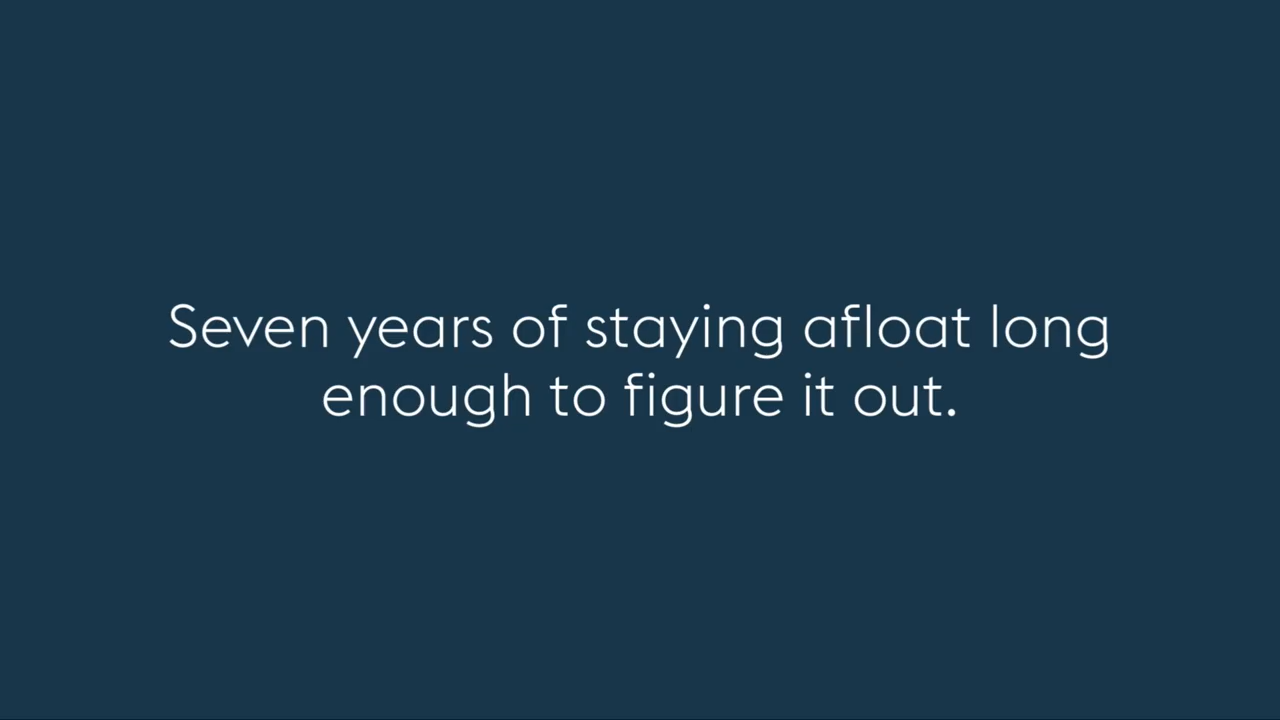 Seven years of staying afloat long
enough to figure it out.